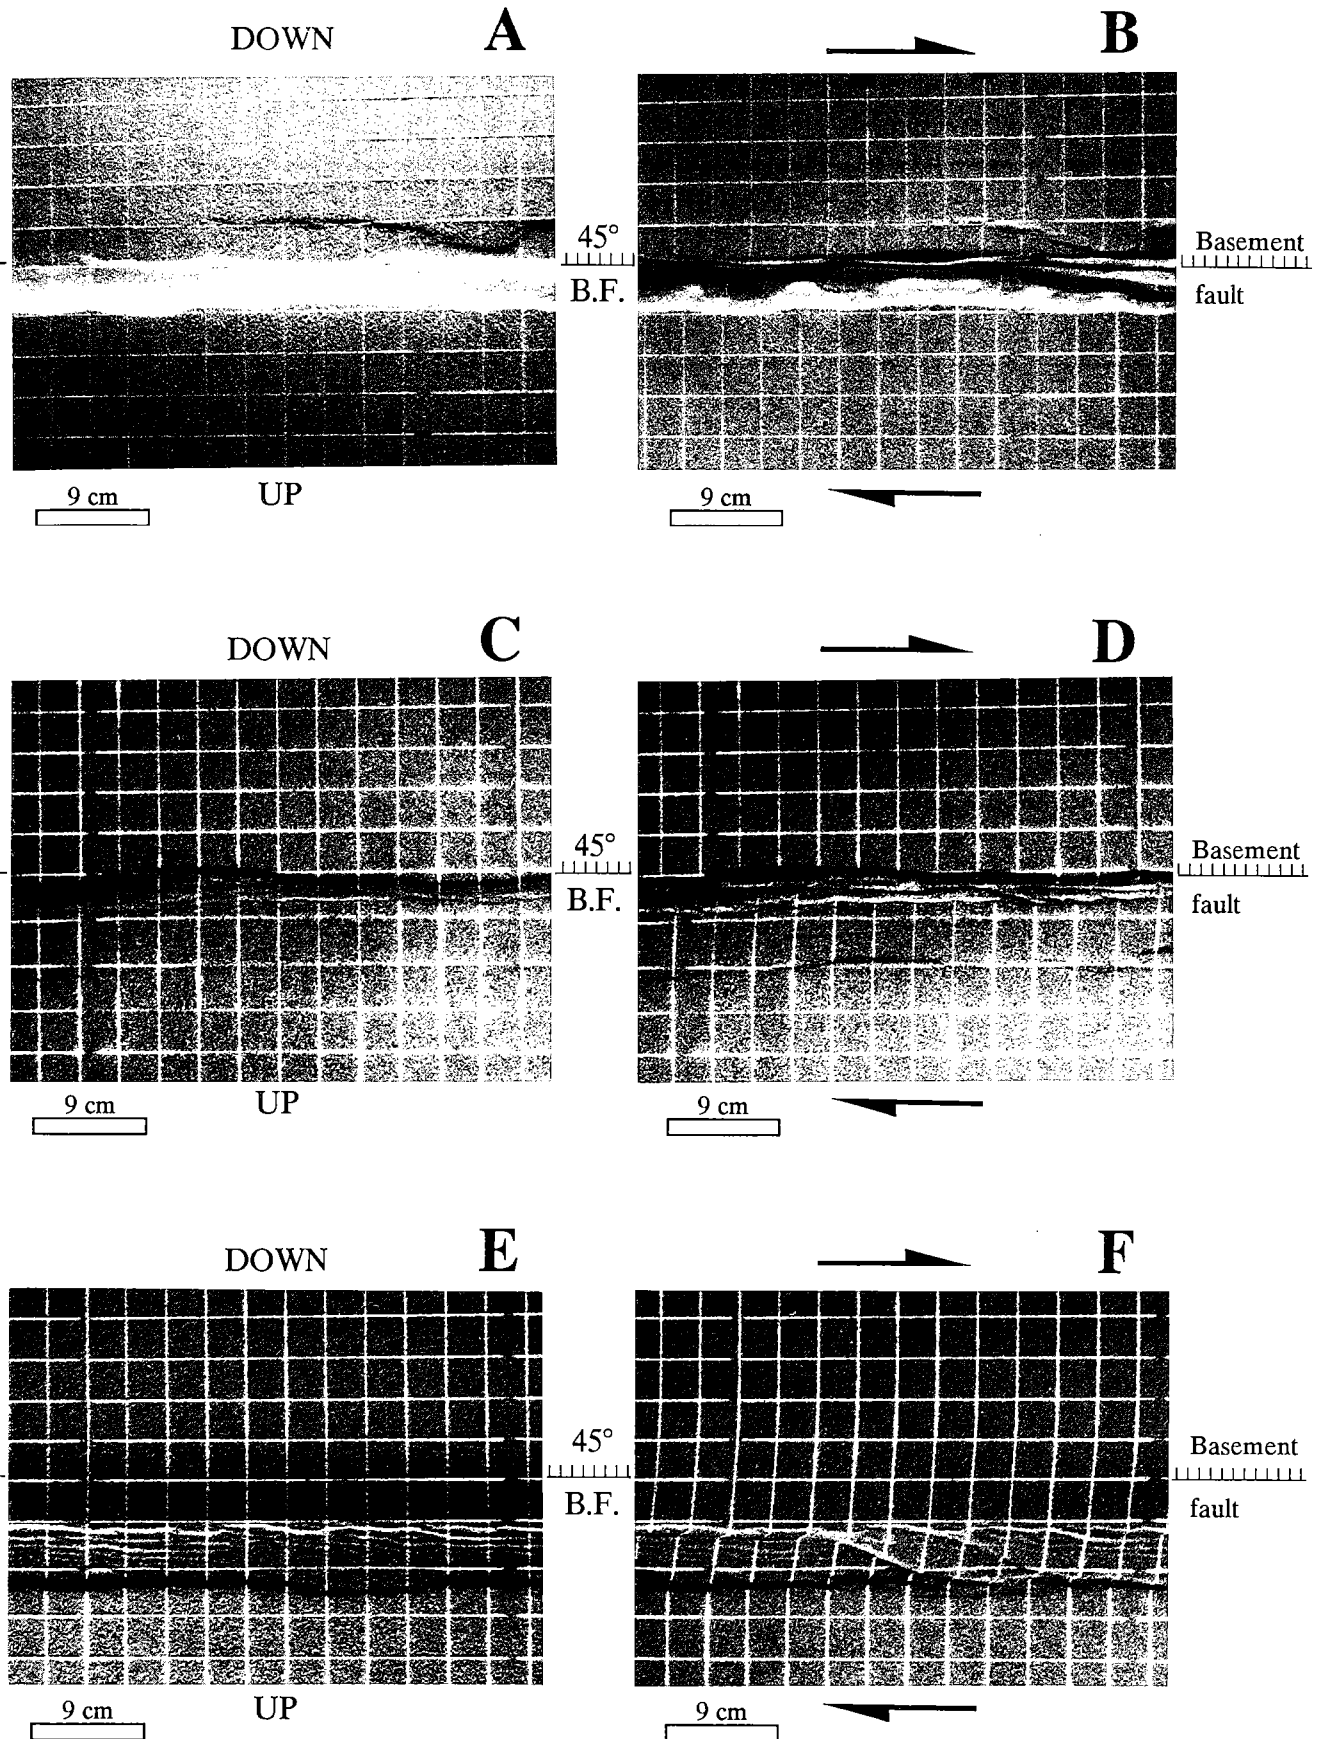 DOWN
A
B
45°
B.F.
Basement
fault
9 cm
UP
9 cm
DOWN
C
D
45°
B.F.
Basement
fault
9 cm
UP
9 cm
DOWN
E
F
45°
B.F.
Basement
fault
9 cm
UP
9 cm